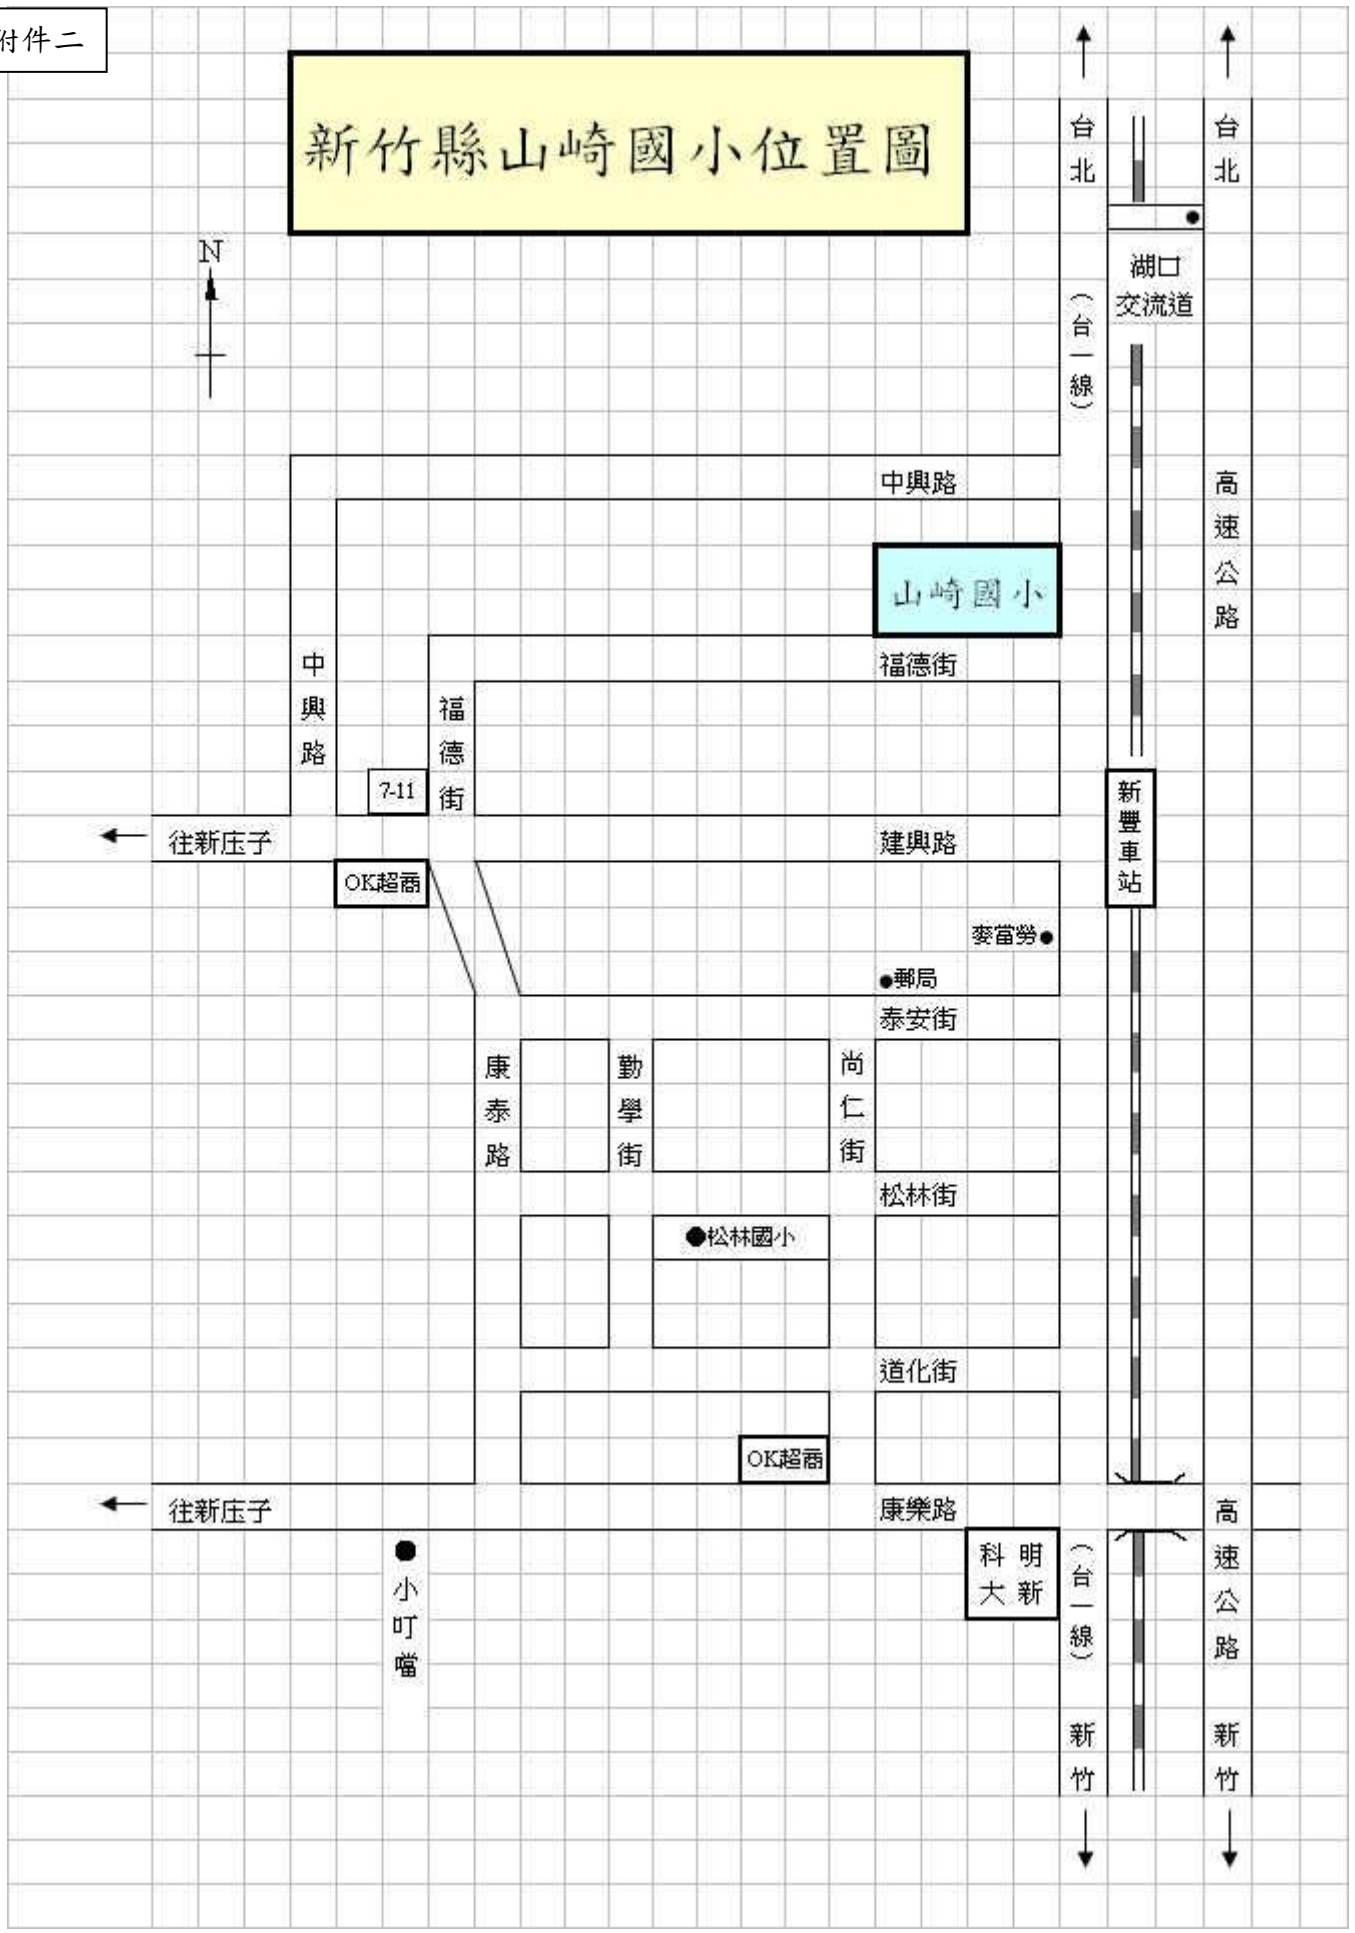 附件二
新竹縣山崎國小位置圖
N
台北
台北
湖口
交流道
(台一線)
中興路
高速公路
山崎國小
中興路
福德街
福德街
7-11
新豐車站
往新庄子
建興路
OK超商
麥當勞
郵局
泰安街
康泰路
勤學街
尚仁街
松林街
松林國小
道化街
OK超商
往新庄子
康樂路
高速公路
科明
大新
(台一線)
小叮噹
新竹
新竹